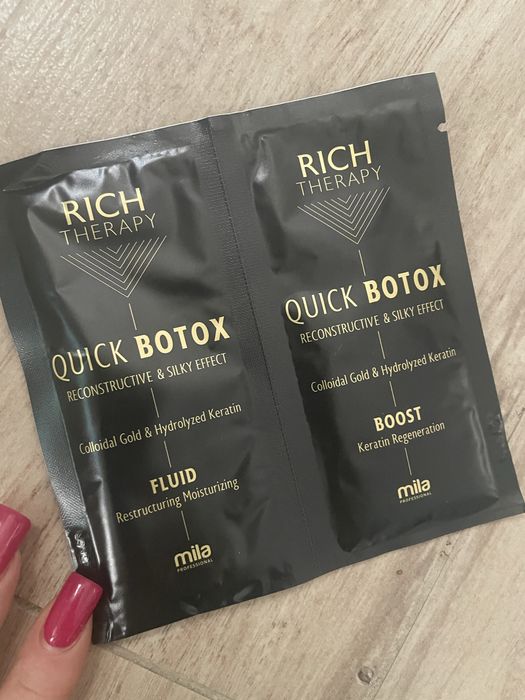 RICH
THERAPY
QUICK BOTOX
RECONSTRUCTIVE & SILKY EFFECT
Colloidal Gold & Hydrolyzed Keratin
FLUID
Restructuring Moisturizing
mila
PROFESSIONAL
RICH
THERAPY
QUICK BOTOX
RECONSTRUCTIVE & SILKY EFFECT
Colloidal Gold & Hydrolyzed Keratin
BOOST
Keratin Regeneration
mila
PROFESSIONAL